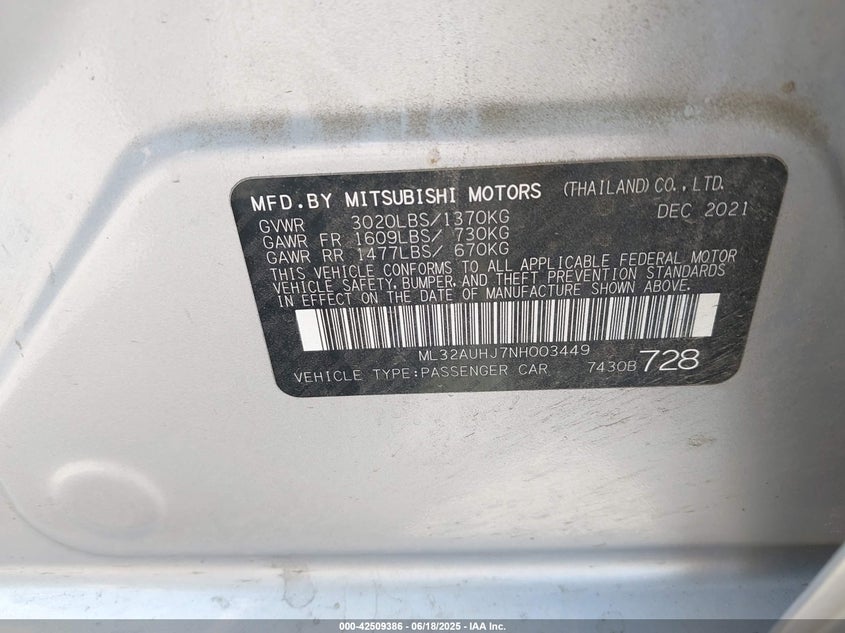 MFD.BY MITSUBISHI MOTORS (THAILAND)CO.,LTD.
GVWR 3020LBS/1370KG DEC 2021
GAWR FR 1609LBS/ 730KG
GAWR RR 1477LBS/ 670KG
THIS VEHICLE CONFORMS TO ALL APPLICABLE FEDERAL MOTOR
VEHICLE SAFETY, BUMPER, AND THEFT PREVENTION STANDARDS
IN EFFECT ON THE DATE OF MANUFACTURE SHOWN ABOVE.
ML32AUHJ7NH003449
VEHICLE TYPE:PASSENGER CAR 7430B 728
000-42509386 - 06/18/2025 - IAA Inc.